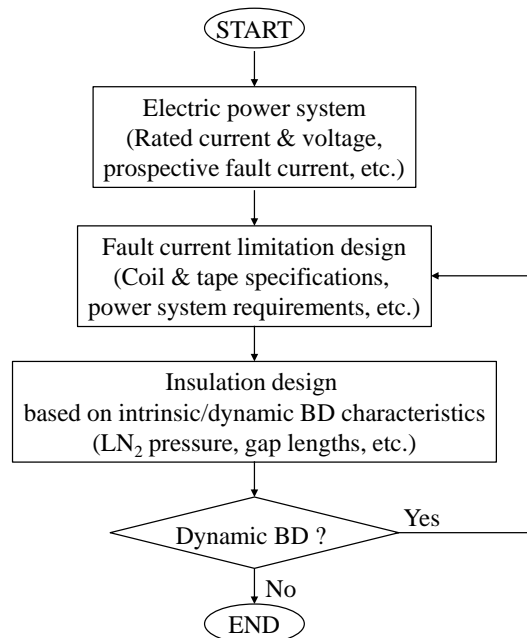 START
Electric power system
(Rated current & voltage,
prospective fault current, etc.)
Fault current limitation design
(Coil & tape specifications,
power system requirements, etc.)
Insulation design
based on intrinsic/dynamic BD characteristics
(LN₂ pressure, gap lengths, etc.)
Dynamic BD ?
Yes
No
END